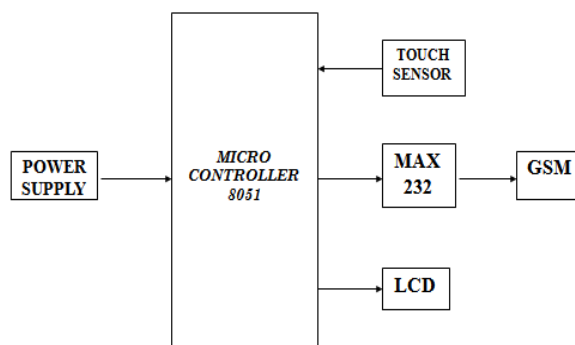 TOUCH
SENSOR
POWER
SUPPLY
MICRO
CONTROLLER
8051
MAX
232
GSM
LCD